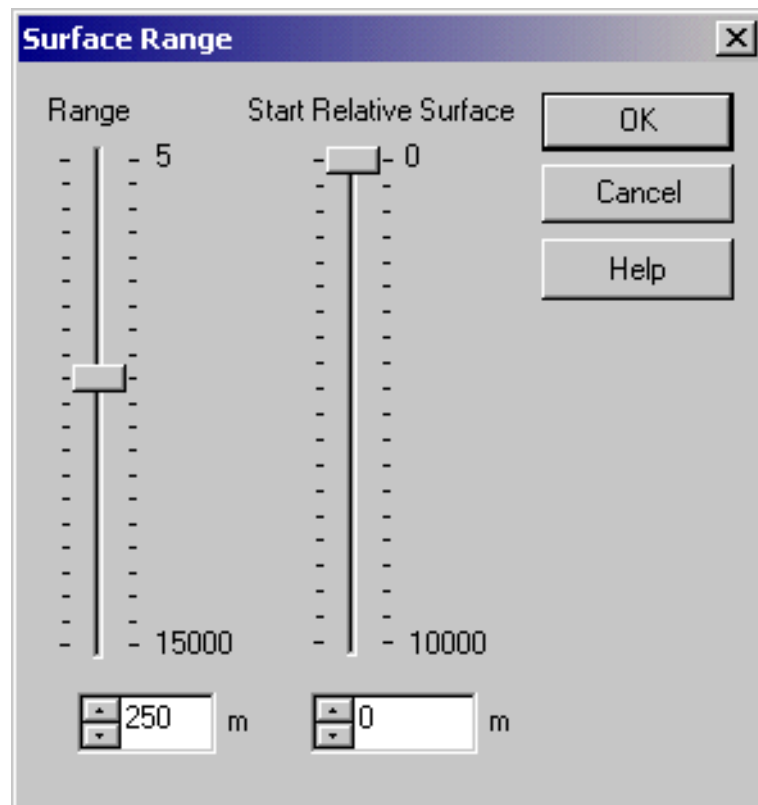 Surface Range
Range
Start Relative Surface
OK
5
0
Cancel
Help
15000
10000
250 m
0 m